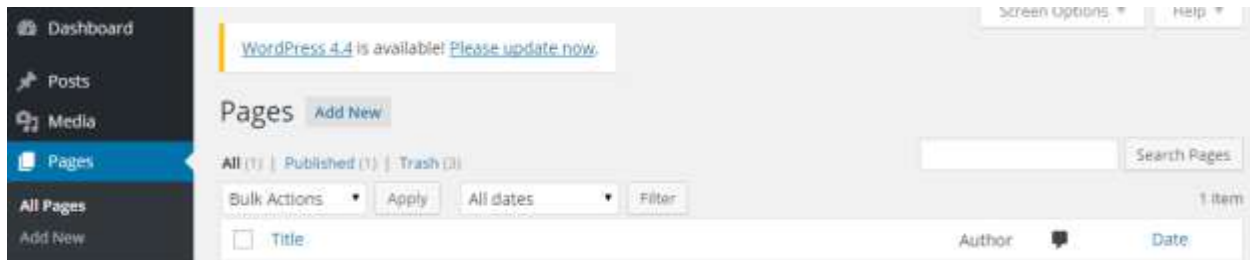 Dashboard
Screen Options Help
WordPress 4.4 is available! Please update now.
Posts
Pages Add New
Media
Pages
All (1) | Published (1) | Trash (3)
Search Pages
All Pages
Bulk Actions Apply All dates Filter
1 item
Add New
Title Author Date